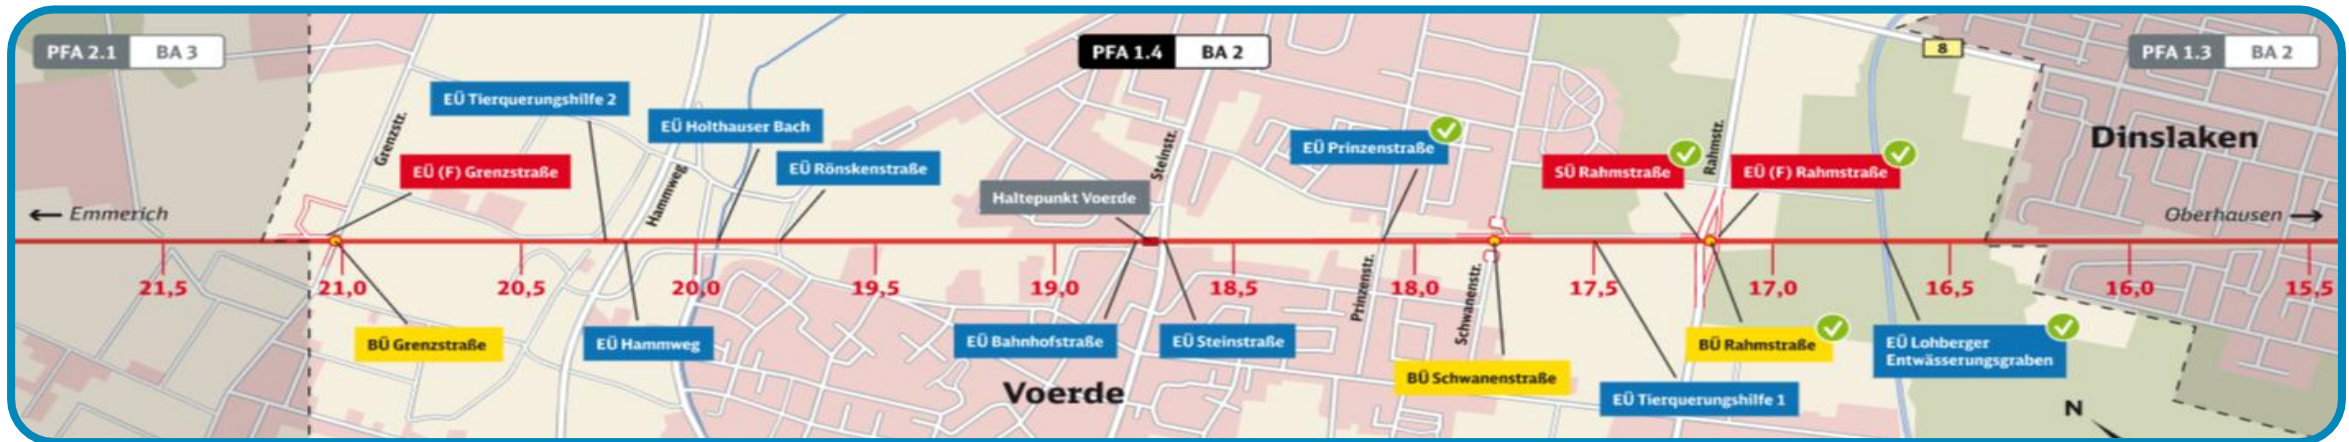 PFA 2.1 BA 3
PFA 1.4 BA 2
8
PFA 1.3 BA 2
EÜ Tierquerungshilfe 2
Grenzstr.
EÜ Holthauser Bach
EÜ (F) Grenzstraße
EÜ Rönskenstraße
Hammweg
Steinstr.
Haltepunkt Voerde
EÜ Prinzenstraße
SÜ Rahmstraße
Rahmstr.
EÜ (F) Rahmstraße
Dinslaken
← Emmerich
Oberhausen →
21,5
21,0
20,5
20,0
19,5
19,0
18,5
18,0
17,5
17,0
16,5
16,0
15,5
Prinzenstr.
Schwanenstr.
BÜ Grenzstraße
EÜ Hammweg
EÜ Bahnhofstraße
EÜ Steinstraße
BÜ Schwanenstraße
BÜ Rahmstraße
EÜ Lohberger
Entwässerungsgraben
EÜ Tierquerungshilfe 1
Voerde
N